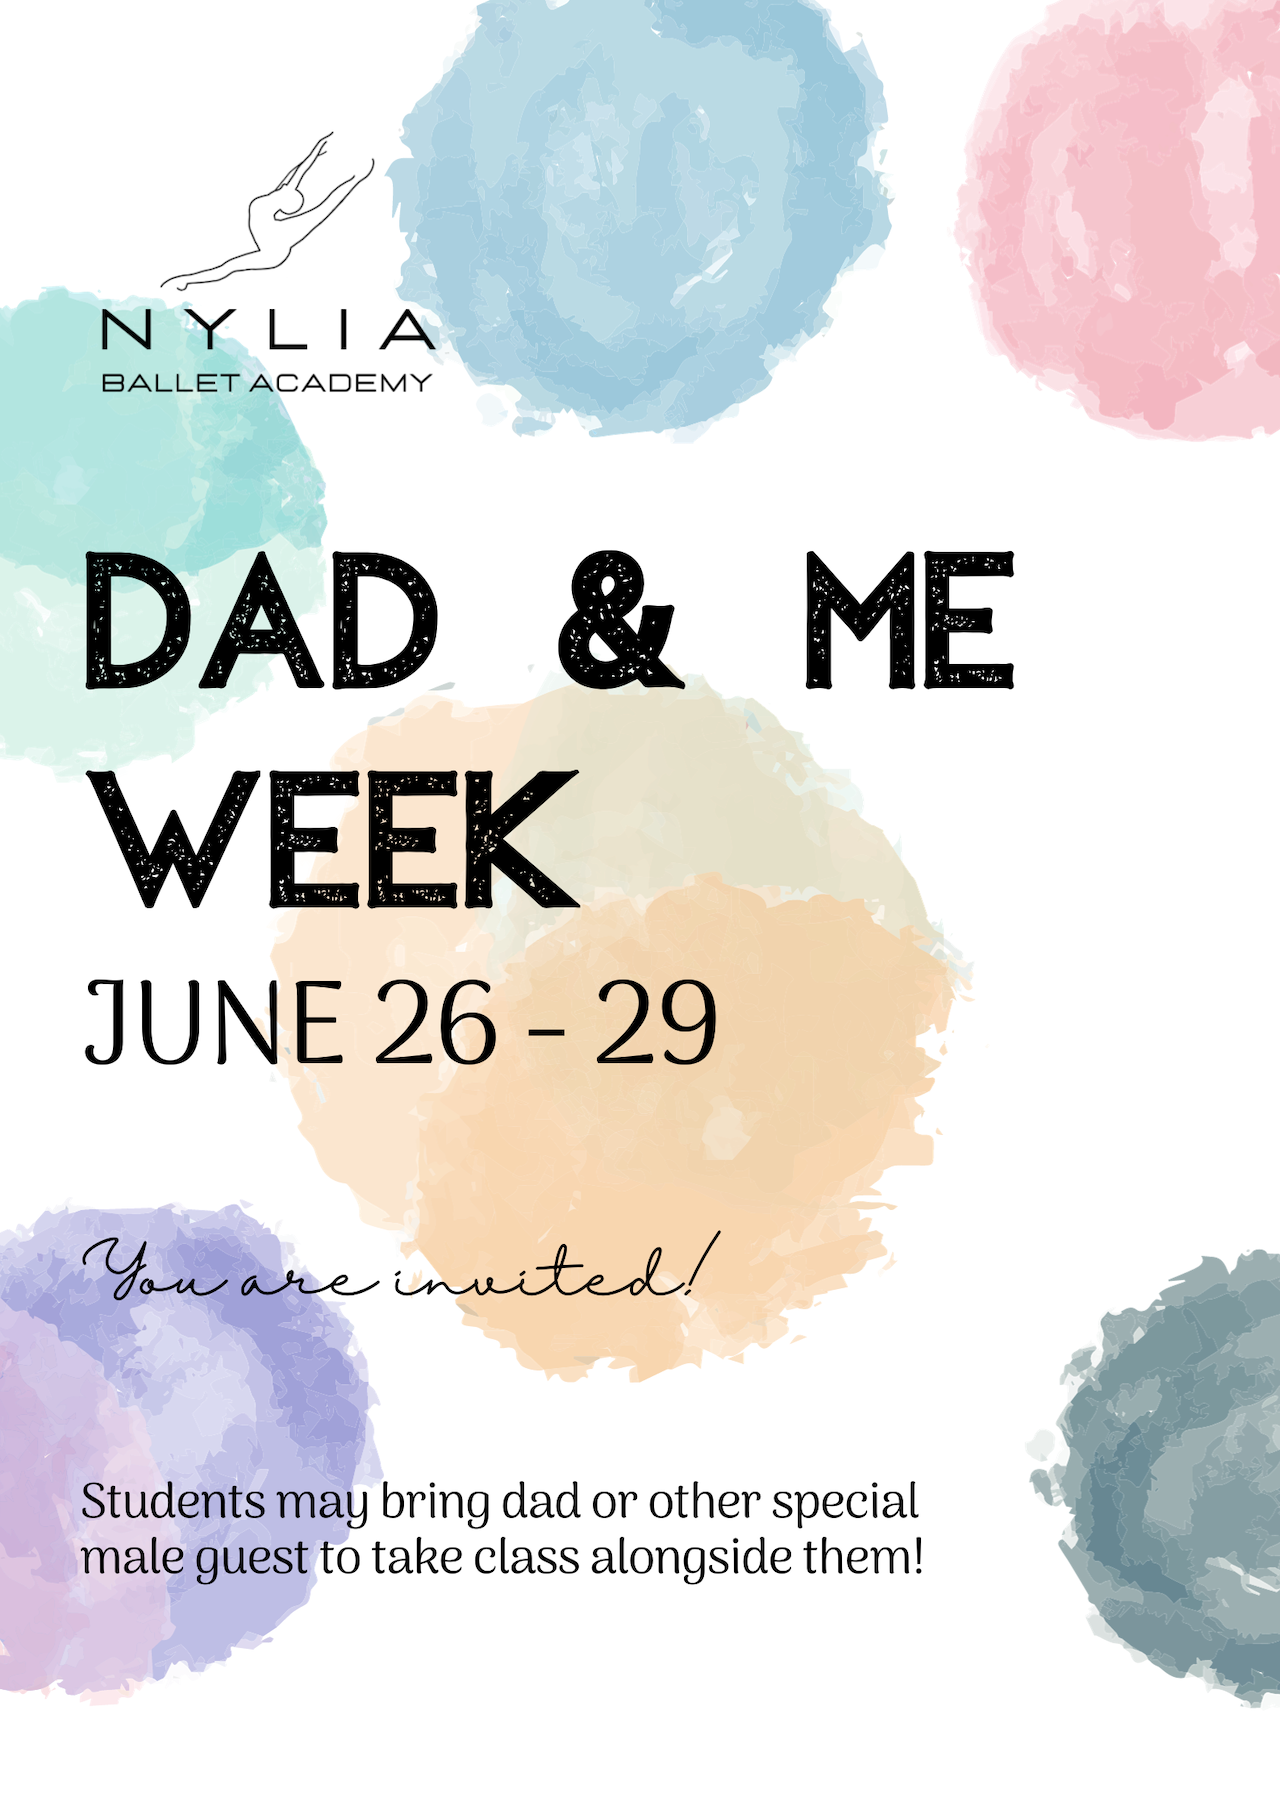 NYLIA
BALLET ACADEMY
DAD & ME
WEEK
JUNE 26 - 29
You are invited!
Students may bring dad or other special
male guest to take class alongside them!